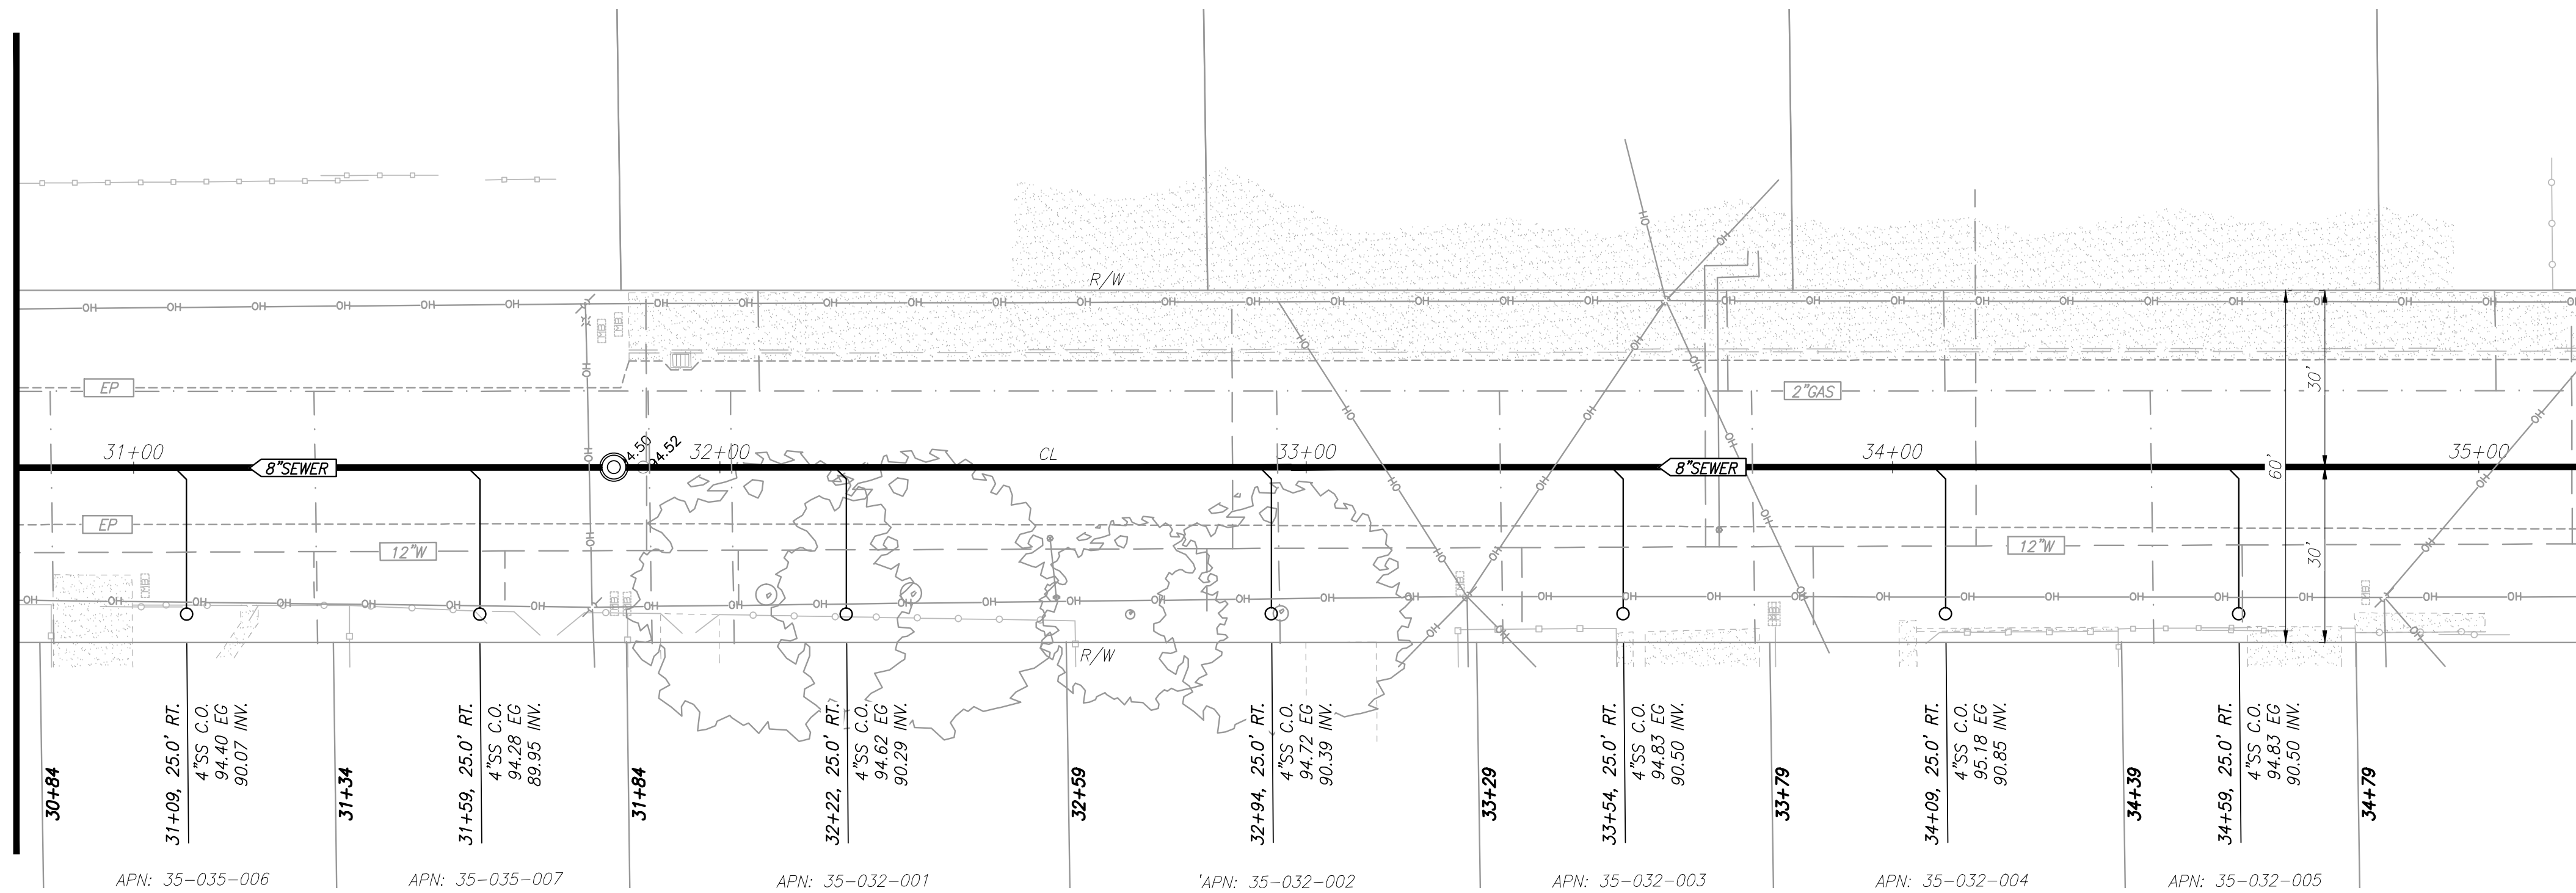 R/W
EP
2"GAS
30'
31+00
4.50
94.52
32+00
CL
33+00
34+00
35+00
8"SEWER
8"SEWER
60'
EP
12"W
12"W
30'
R/W
30+84
31+09, 25.0' RT.
4"SS C.O.
94.40 EG
90.07 INV.
31+34
31+59, 25.0' RT.
4"SS C.O.
94.28 EG
89.95 INV.
31+84
32+22, 25.0' RT.
4"SS C.O.
94.62 EG
90.29 INV.
32+59
32+94, 25.0' RT.
4"SS C.O.
94.72 EG
90.39 INV.
33+29
33+54, 25.0' RT.
4"SS C.O.
94.83 EG
90.50 INV.
33+79
34+09, 25.0' RT.
4"SS C.O.
95.18 EG
90.85 INV.
34+39
34+59, 25.0' RT.
4"SS C.O.
94.83 EG
90.50 INV.
34+79
APN: 35-035-006
APN: 35-035-007
APN: 35-032-001
'APN: 35-032-002
APN: 35-032-003
APN: 35-032-004
APN: 35-032-005